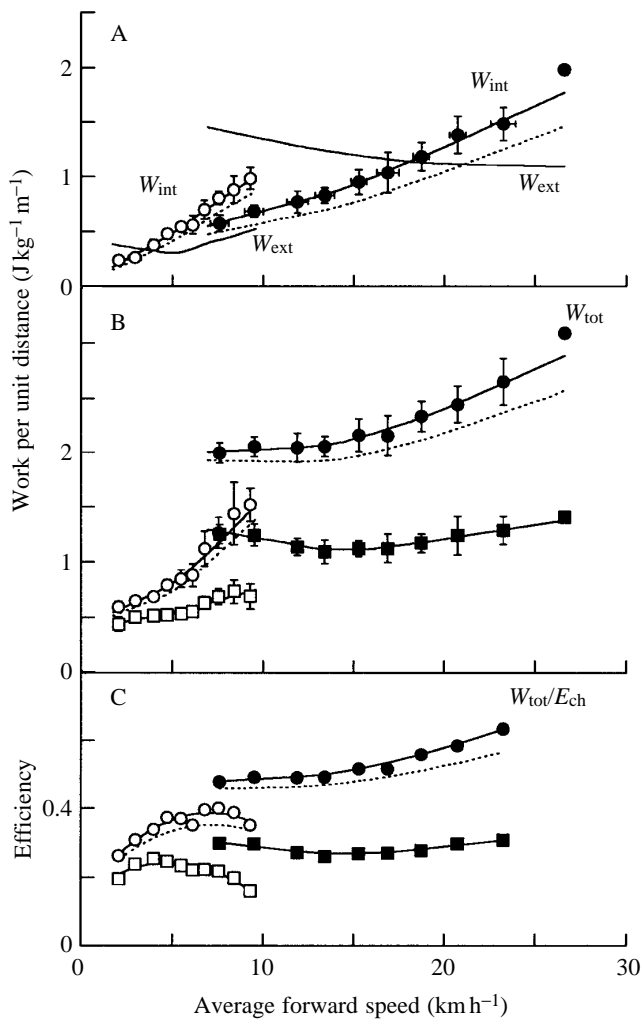 A
2
W_int
1
W_int
W_ext
W_ext
0
Work per unit distance (J kg⁻¹ m⁻¹)
B
W_tot
2
1
0
C
W_tot/E_ch
0.4
Efficiency
0
0
10
20
30
Average forward speed (km h⁻¹)